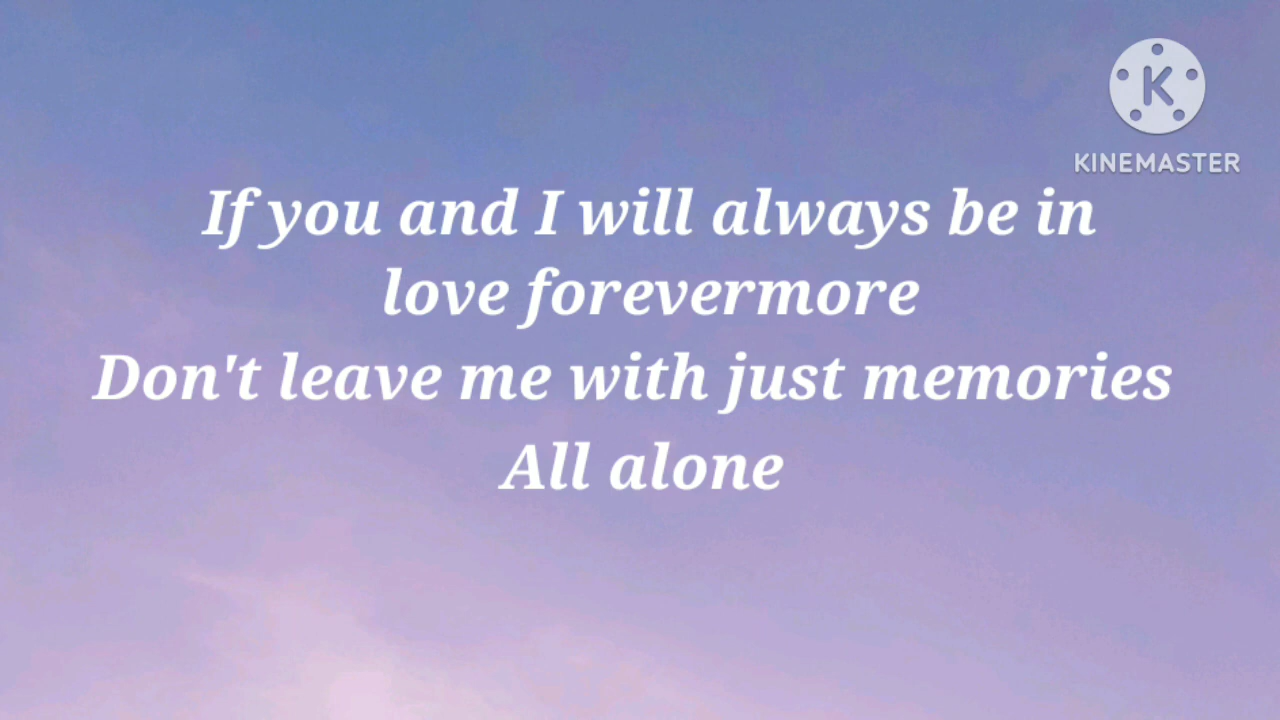 K
KINEMASTER
If you and I will always be in
love forevermore
Don't leave me with just memories
All alone